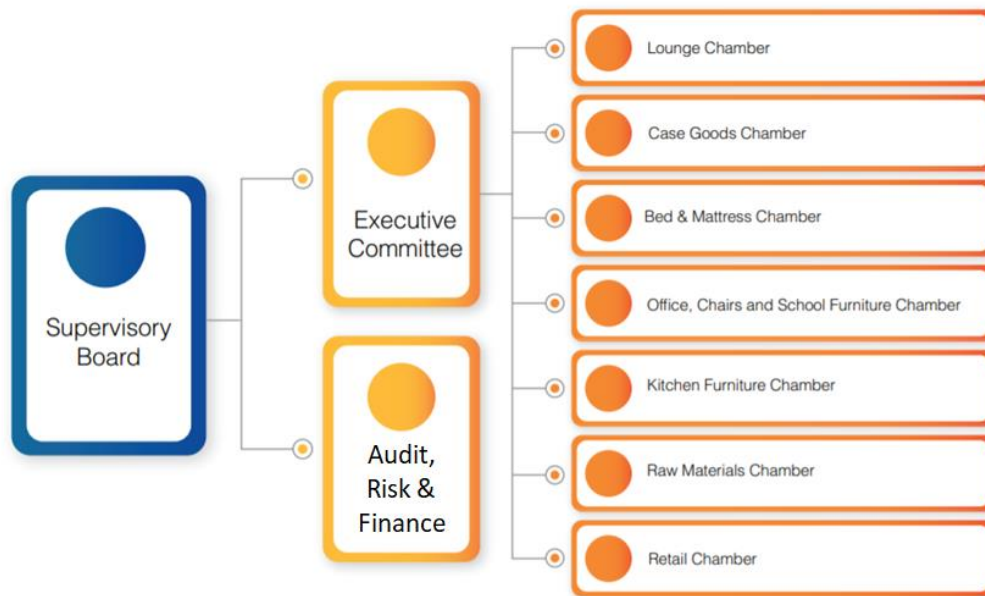 Supervisory
Board
Executive
Committee
Audit,
Risk &
Finance
Lounge Chamber
Case Goods Chamber
Bed & Mattress Chamber
Office, Chairs and School Furniture Chamber
Kitchen Furniture Chamber
Raw Materials Chamber
Retail Chamber